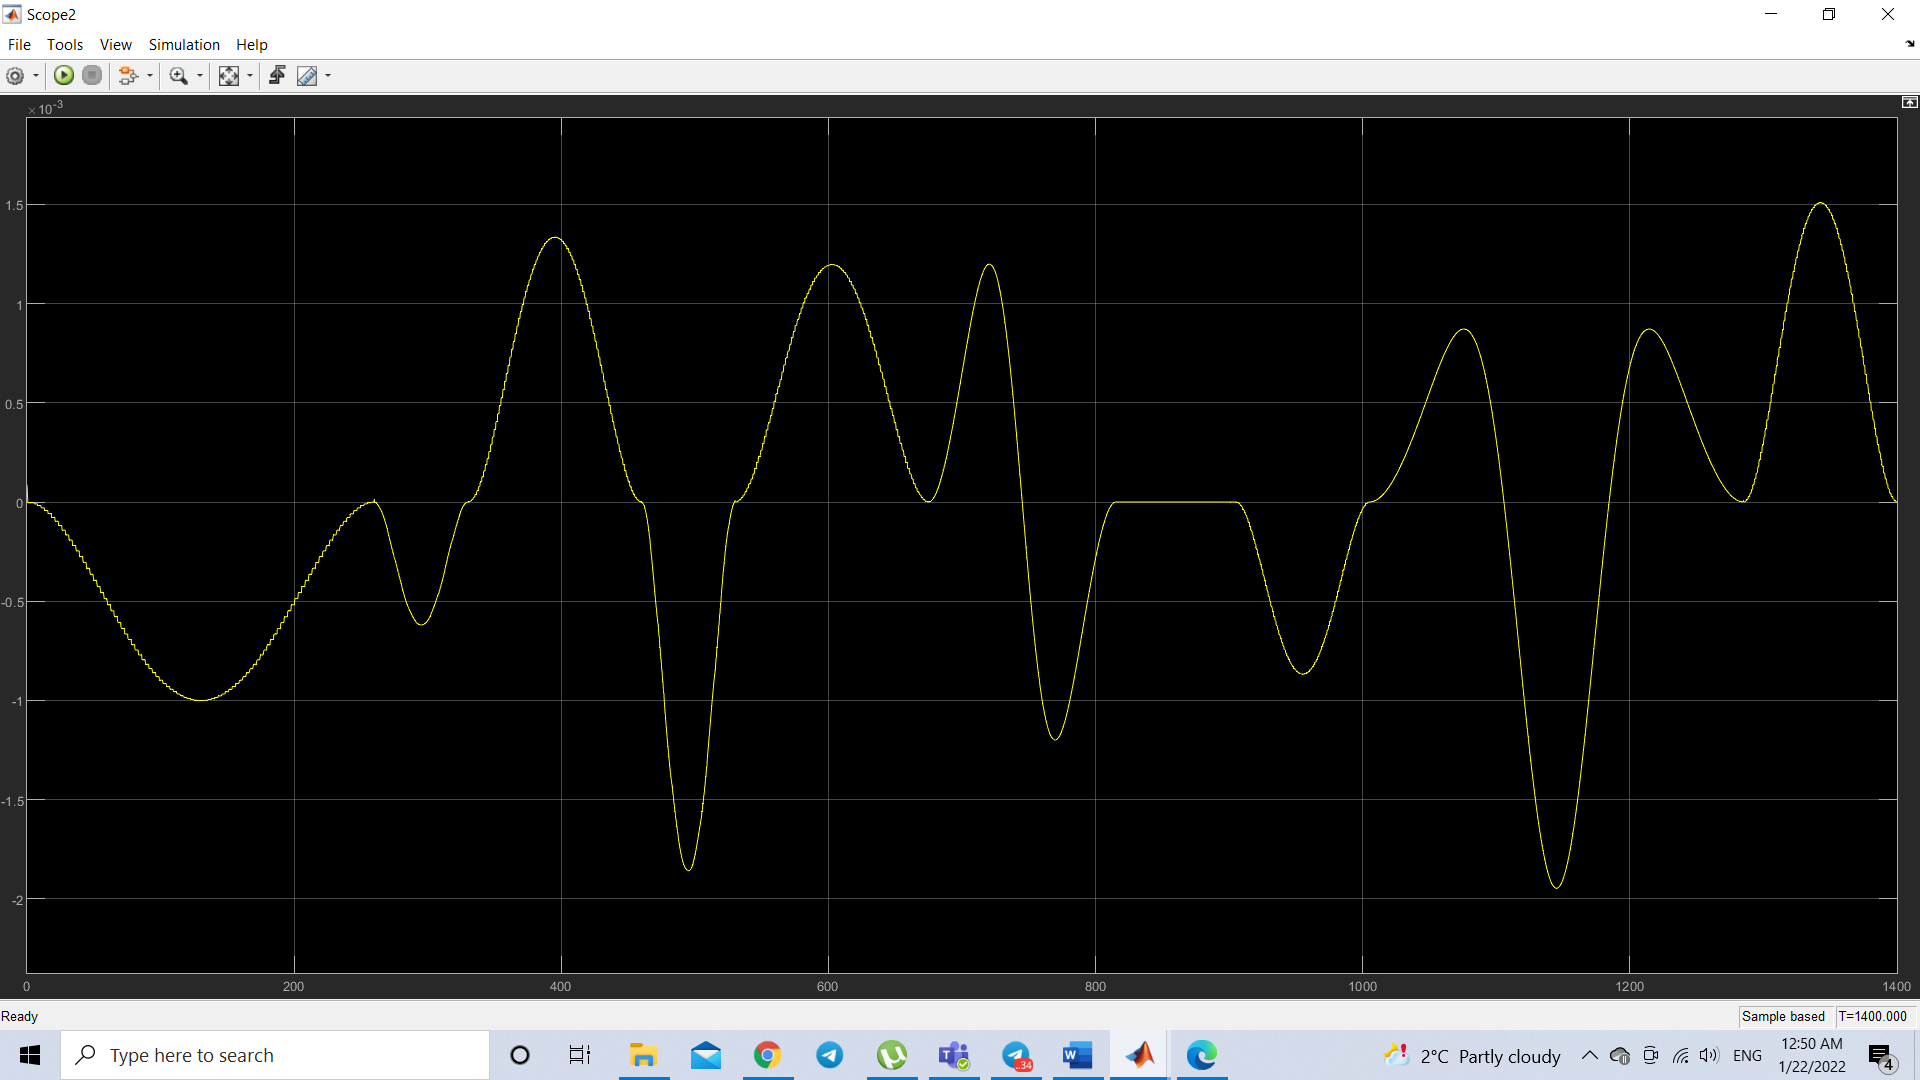 Scope2
File Tools View Simulation Help
×10-3
1.5
1
0.5
0
-0.5
-1
-1.5
-2
0 200 400 600 800 1000 1200 1400
Ready Sample based T=1400.000
Type here to search T W 34 2°C Partly cloudy ENG 12:50 AM
1/22/2022 4